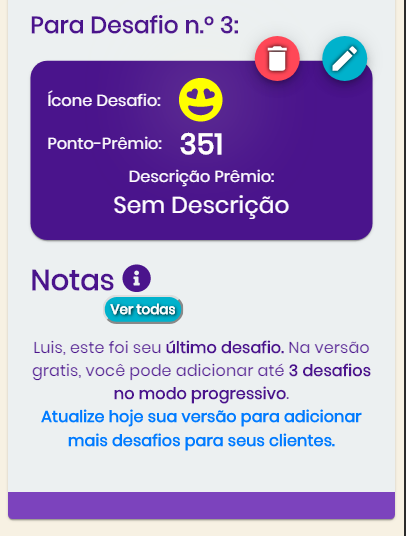 Para Desafio n.º 3:
Ícone Desafio:
Ponto-Prêmio: 351
Descrição Prêmio:
Sem Descrição
Notas
Ver todas
Luis, este foi seu último desafio. Na versão
gratis, você pode adicionar até 3 desafios
no modo progressivo.
Atualize hoje sua versão para adicionar
mais desafios para seus clientes.